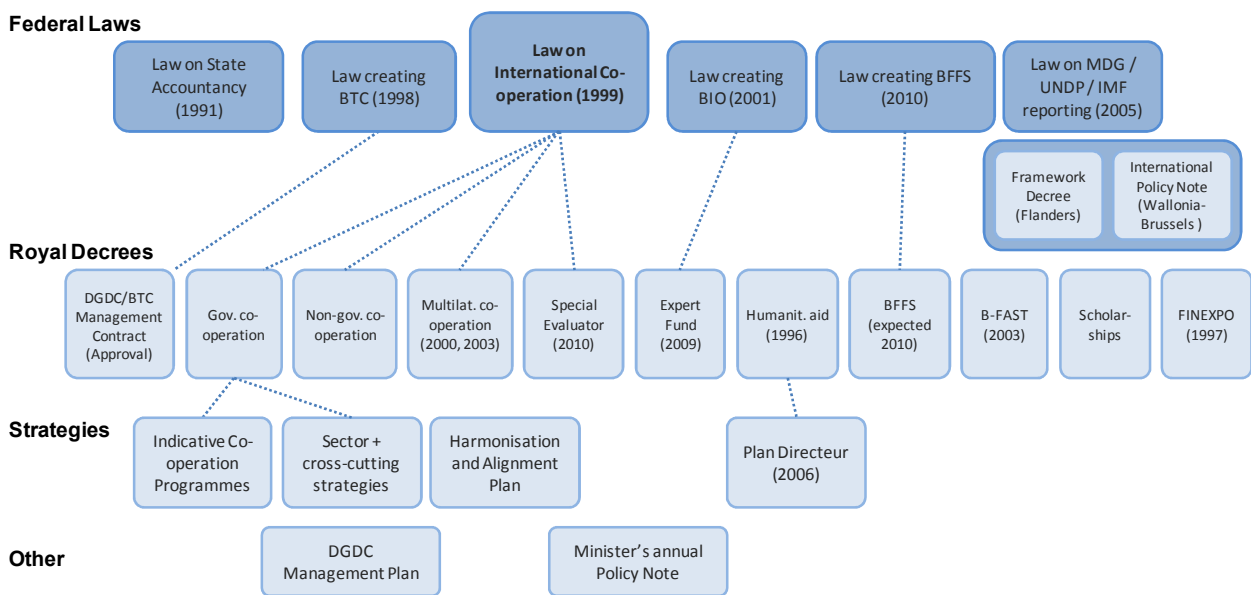 Federal Laws
Law on State
Accountancy
(1991)
Law creating
BTC (1998)
Law on
International Co-
operation (1999)
Law creating
BIO (2001)
Law creating BFFS
(2010)
Law on MDG /
UNDP / IMF
reporting (2005)
Framework
Decree
(Flanders)
International
Policy Note
(Wallonia-
Brussels )
Royal Decrees
DGDC/BTC
Management
Contract
(Approval)
Gov. co-
operation
Non-gov. co-
operation
Multilat. co-
operation
(2000, 2003)
Special
Evaluator
(2010)
Expert
Fund
(2009)
Humanit. aid
(1996)
BFFS
(expected
2010)
B-FAST
(2003)
Scholar-
ships
FINEXPO
(1997)
Strategies
Indicative Co-
operation
Programmes
Sector +
cross-cutting
strategies
Harmonisation
and Alignment
Plan
Plan Directeur
(2006)
Other
DGDC
Management Plan
Minister's annual
Policy Note